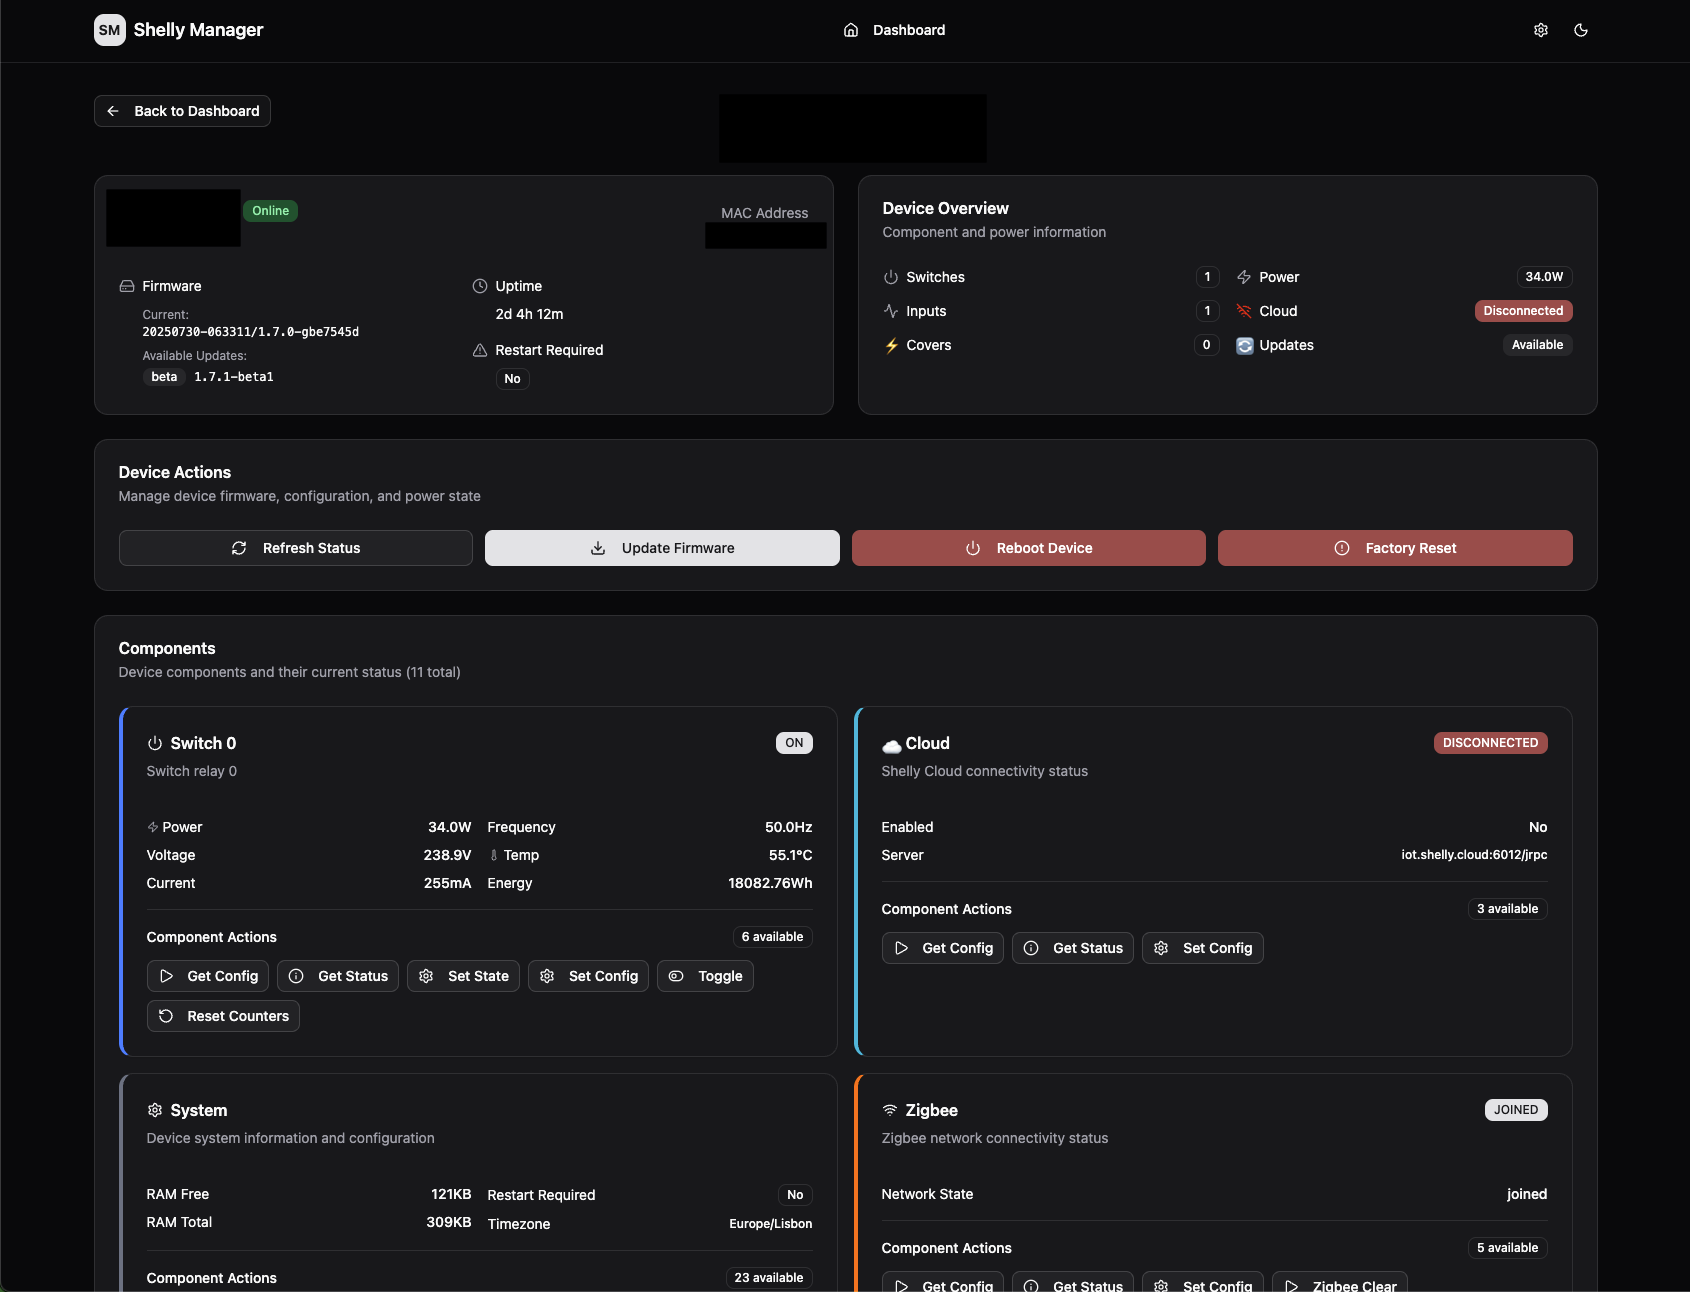 SM Shelly Manager
Dashboard
Back to Dashboard
Online
MAC Address
Firmware
Current:
20250730-063311/1.7.0-gbe7545d
Available Updates:
beta 1.7.1-beta1
Uptime
2d 4h 12m
Restart Required
No
Device Overview
Component and power information
Switches 1
Power 34.0W
Inputs 1
Cloud Disconnected
Covers 0
Updates Available
Device Actions
Manage device firmware, configuration, and power state
Refresh Status
Update Firmware
Reboot Device
Factory Reset
Components
Device components and their current status (11 total)
Switch 0 ON
Switch relay 0
Power 34.0W Frequency 50.0Hz
Voltage 238.9V Temp 55.1°C
Current 255mA Energy 18082.76Wh
Component Actions 6 available
Get Config Get Status Set State Set Config Toggle
Reset Counters
Cloud DISCONNECTED
Shelly Cloud connectivity status
Enabled No
Server iot.shelly.cloud:6012/jrpc
Component Actions 3 available
Get Config Get Status Set Config
System
Device system information and configuration
RAM Free 121KB Restart Required No
RAM Total 309KB Timezone Europe/Lisbon
Component Actions 23 available
Zigbee JOINED
Zigbee network connectivity status
Network State joined
Component Actions 5 available
Get Config Get Status Set Config Zigbee Clear